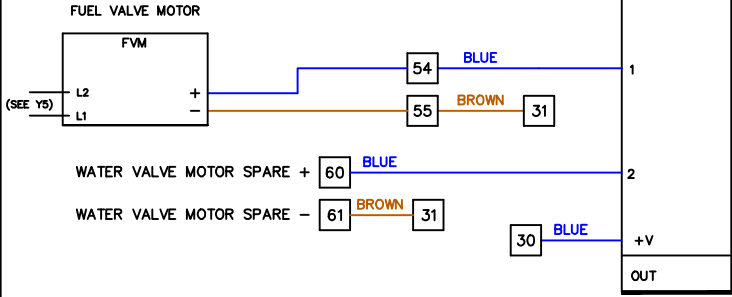 FUEL VALVE MOTOR
FVM
L2
(SEE Y5)
L1
+
−
54
BLUE
1
55
BROWN
31
WATER VALVE MOTOR SPARE +
60
BLUE
2
WATER VALVE MOTOR SPARE −
61
BROWN
31
30
BLUE
+V
OUT